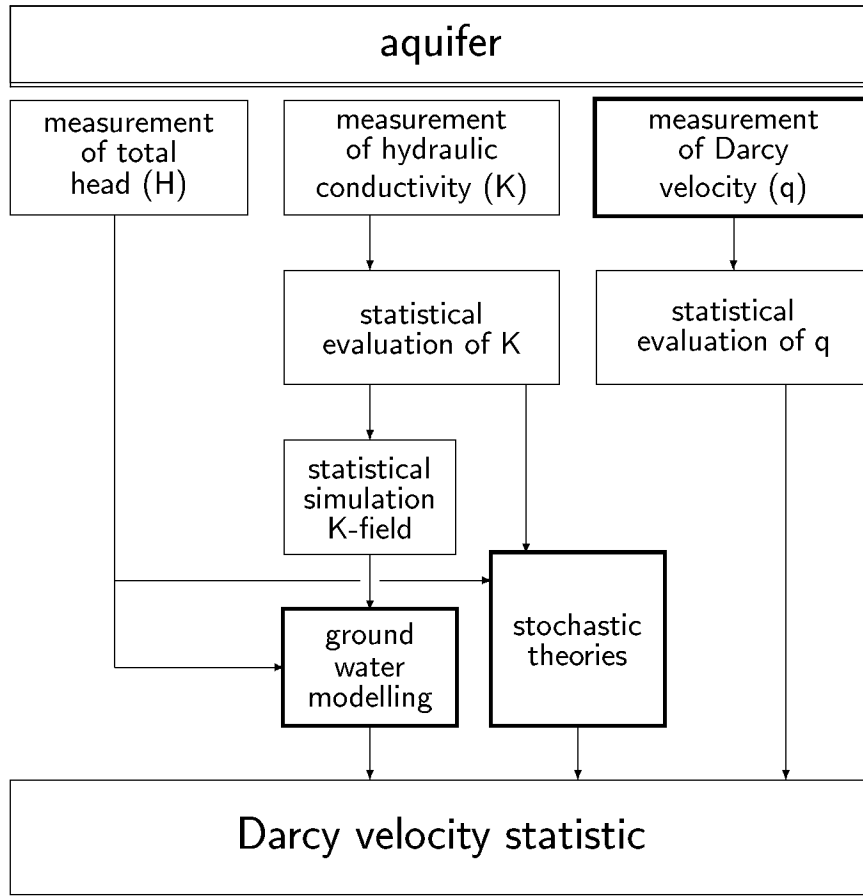 aquifer
measurement
of total
head (H)
measurement
of hydraulic
conductivity (K)
measurement
of Darcy
velocity (q)
statistical
evaluation of K
statistical
evaluation of q
statistical
simulation
K-field
ground
water
modelling
stochastic
theories
Darcy velocity statistic